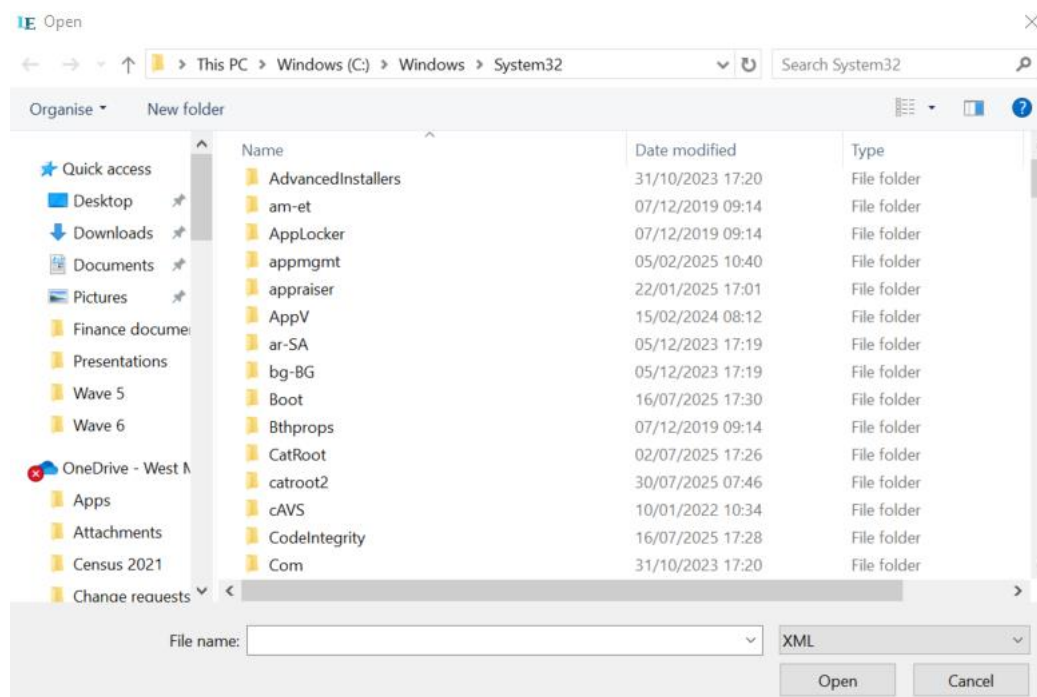 IE Open
This PC > Windows (C:) > Windows > System32
Search System32
Organise
New folder
Name
Date modified
Type
Quick access
Desktop
Downloads
Documents
Pictures
Finance docume
Presentations
Wave 5
Wave 6
OneDrive - West M
Apps
Attachments
Census 2021
Change requests
AdvancedInstallers 31/10/2023 17:20 File folder
am-et 07/12/2019 09:14 File folder
AppLocker 07/12/2019 09:14 File folder
appmgmt 05/02/2025 10:40 File folder
appraiser 22/01/2025 17:01 File folder
AppV 15/02/2024 08:12 File folder
ar-SA 05/12/2023 17:19 File folder
bg-BG 05/12/2023 17:19 File folder
Boot 16/07/2025 17:30 File folder
Bthprops 07/12/2019 09:14 File folder
CatRoot 02/07/2025 17:26 File folder
catroot2 30/07/2025 07:46 File folder
cAVS 10/01/2022 10:34 File folder
CodeIntegrity 16/07/2025 17:28 File folder
Com 31/10/2023 17:20 File folder
File name:
XML
Open
Cancel